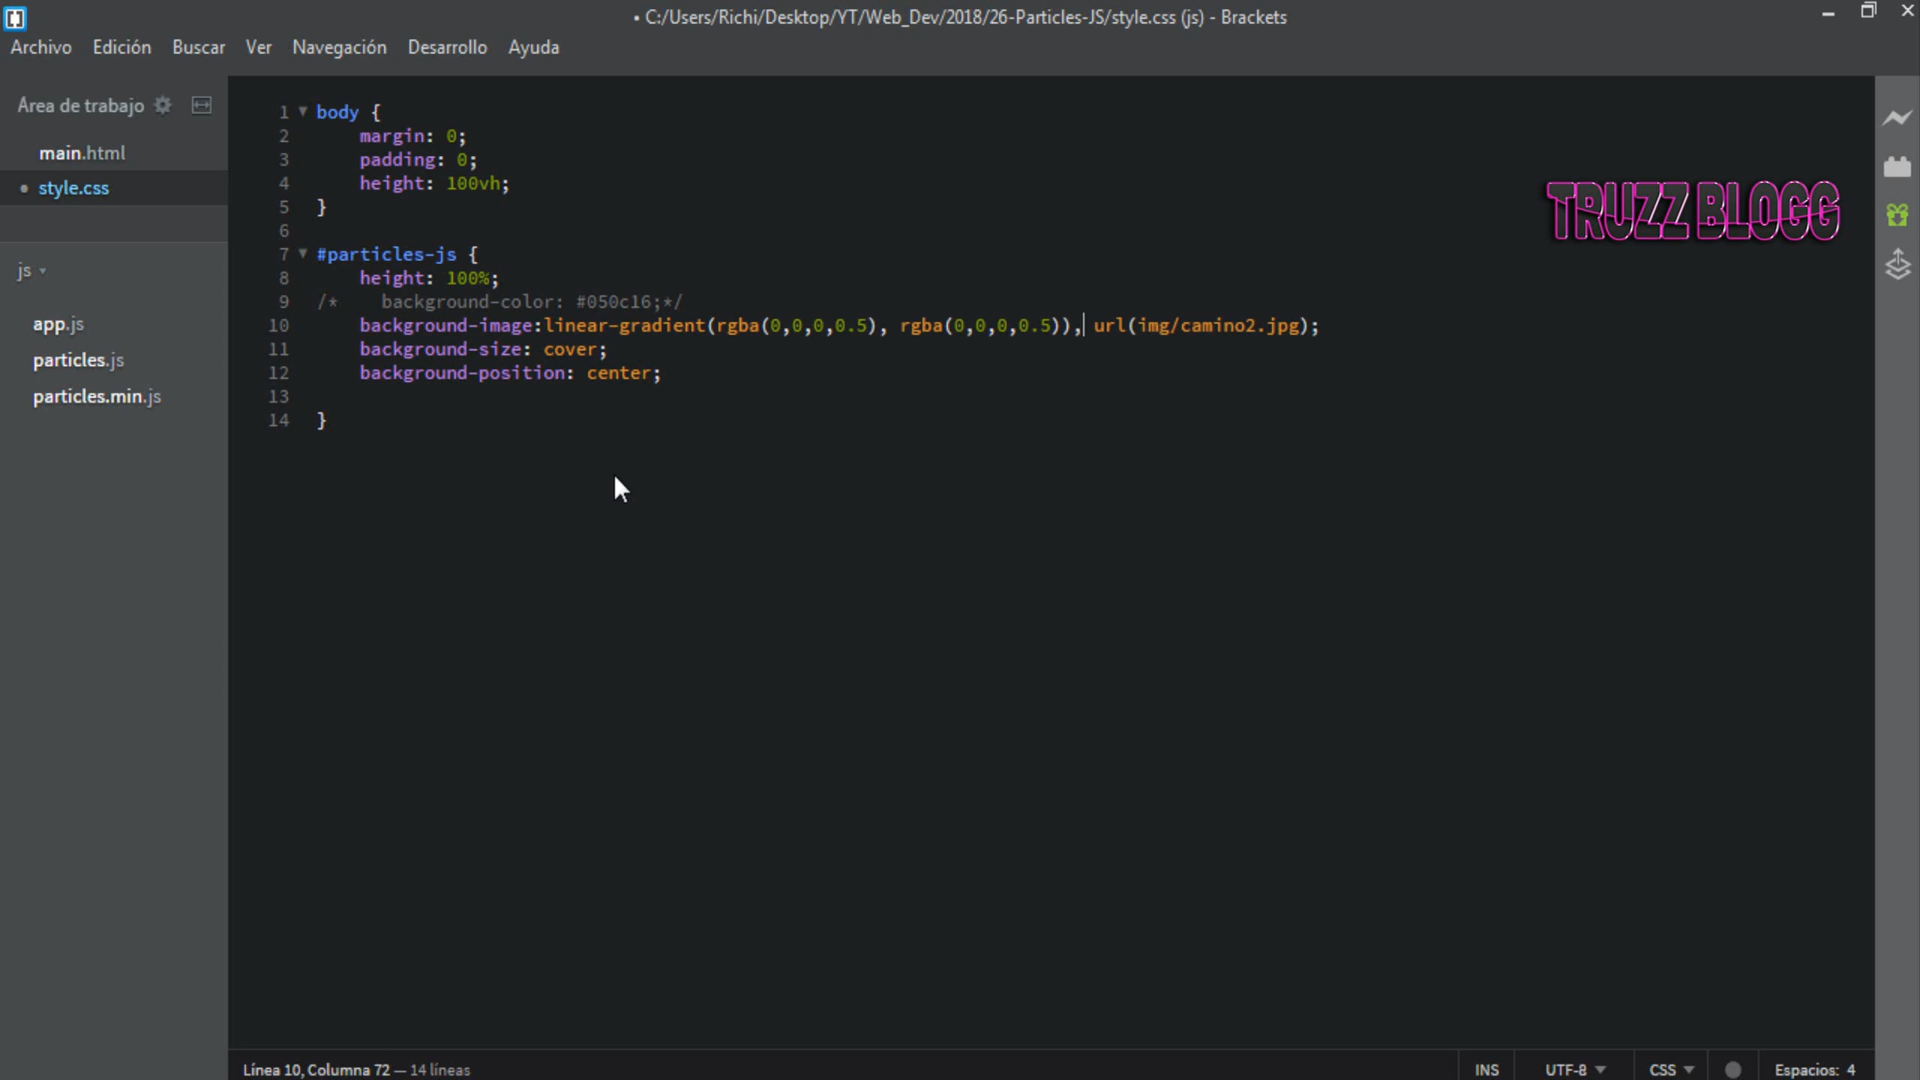 • C:/Users/Richi/Desktop/YT/Web_Dev/2018/26-Particles-JS/style.css (js) - Brackets
Archivo Edición Buscar Ver Navegación Desarrollo Ayuda
Área de trabajo
main.html
• style.css
js
app.js
particles.js
particles.min.js
1 body {
2 margin: 0;
3 padding: 0;
4 height: 100vh;
5 }
6
7 #particles-js {
8 height: 100%;
9 /* background-color: #050c16;*/
10 background-image:linear-gradient(rgba(0,0,0,0.5), rgba(0,0,0,0.5)), url(img/camino2.jpg);
11 background-size: cover;
12 background-position: center;
13
14 }
TRUZZ BLOGG
Línea 10, Columna 72 — 14 líneas
INS UTF-8 CSS Espacios: 4